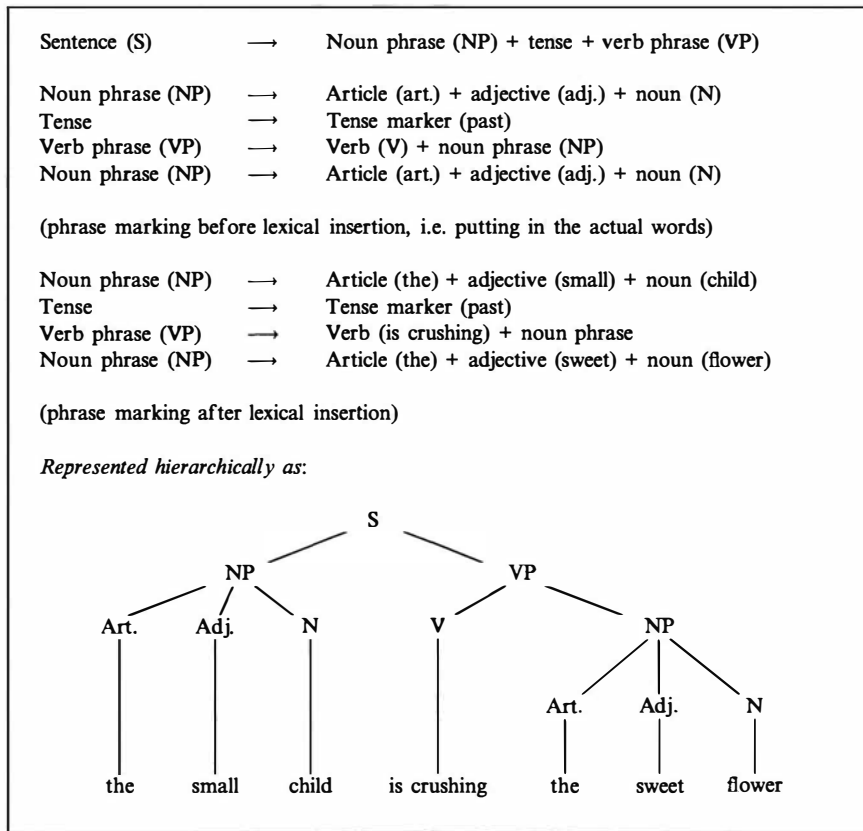 Sentence (S) → Noun phrase (NP) + tense + verb phrase (VP)
Noun phrase (NP) → Article (art.) + adjective (adj.) + noun (N)
Tense → Tense marker (past)
Verb phrase (VP) → Verb (V) + noun phrase (NP)
Noun phrase (NP) → Article (art.) + adjective (adj.) + noun (N)
(phrase marking before lexical insertion, i.e. putting in the actual words)
Noun phrase (NP) → Article (the) + adjective (small) + noun (child)
Tense → Tense marker (past)
Verb phrase (VP) → Verb (is crushing) + noun phrase
Noun phrase (NP) → Article (the) + adjective (sweet) + noun (flower)
(phrase marking after lexical insertion)
Represented hierarchically as:
S
NP VP
Art. Adj. N V NP
Art. Adj. N
the small child is crushing the sweet flower